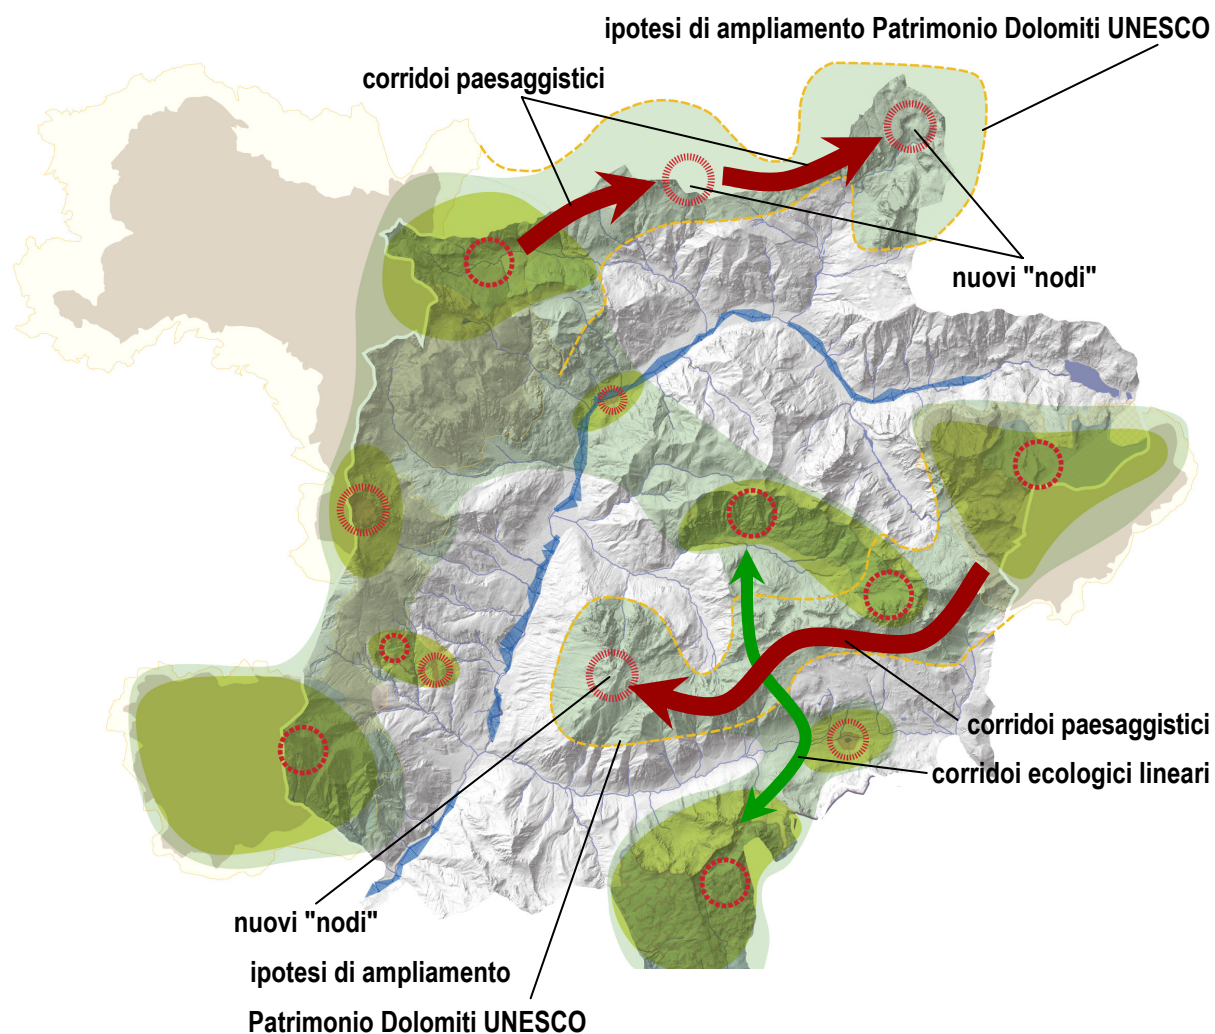 ipotesi di ampliamento Patrimonio Dolomiti UNESCO
corridoi paesaggistici
nuovi "nodi"
corridoi paesaggistici
corridoi ecologici lineari
nuovi "nodi"
ipotesi di ampliamento
Patrimonio Dolomiti UNESCO